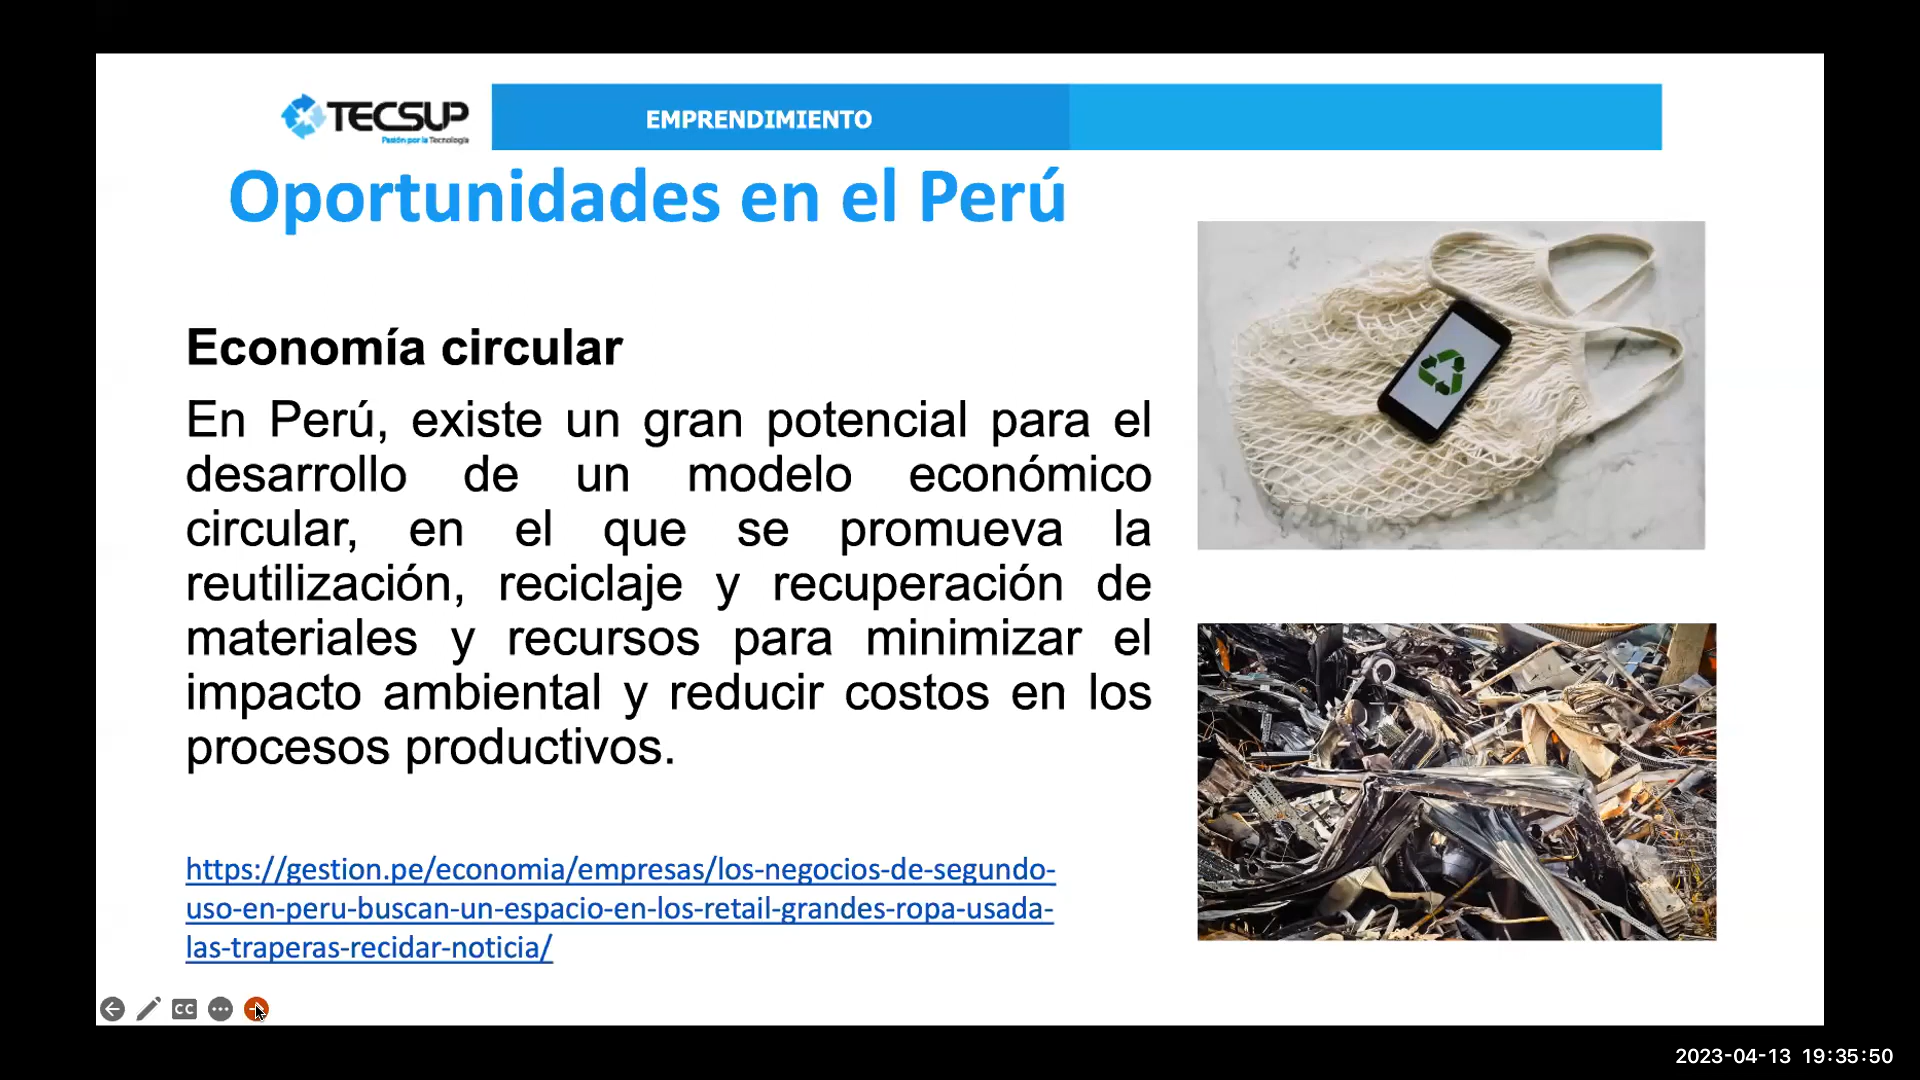 TECSUP
Pasión por la Tecnología
EMPRENDIMIENTO
Oportunidades en el Perú
Economía circular
En Perú, existe un gran potencial para el
desarrollo de un modelo económico
circular, en el que se promueva la
reutilización, reciclaje y recuperación de
materiales y recursos para minimizar el
impacto ambiental y reducir costos en los
procesos productivos.
https://gestion.pe/economia/empresas/los-negocios-de-segundo-
uso-en-peru-buscan-un-espacio-en-los-retail-grandes-ropa-usada-
las-traperas-recidar-noticia/
CC
2023-04-13 19:35:50